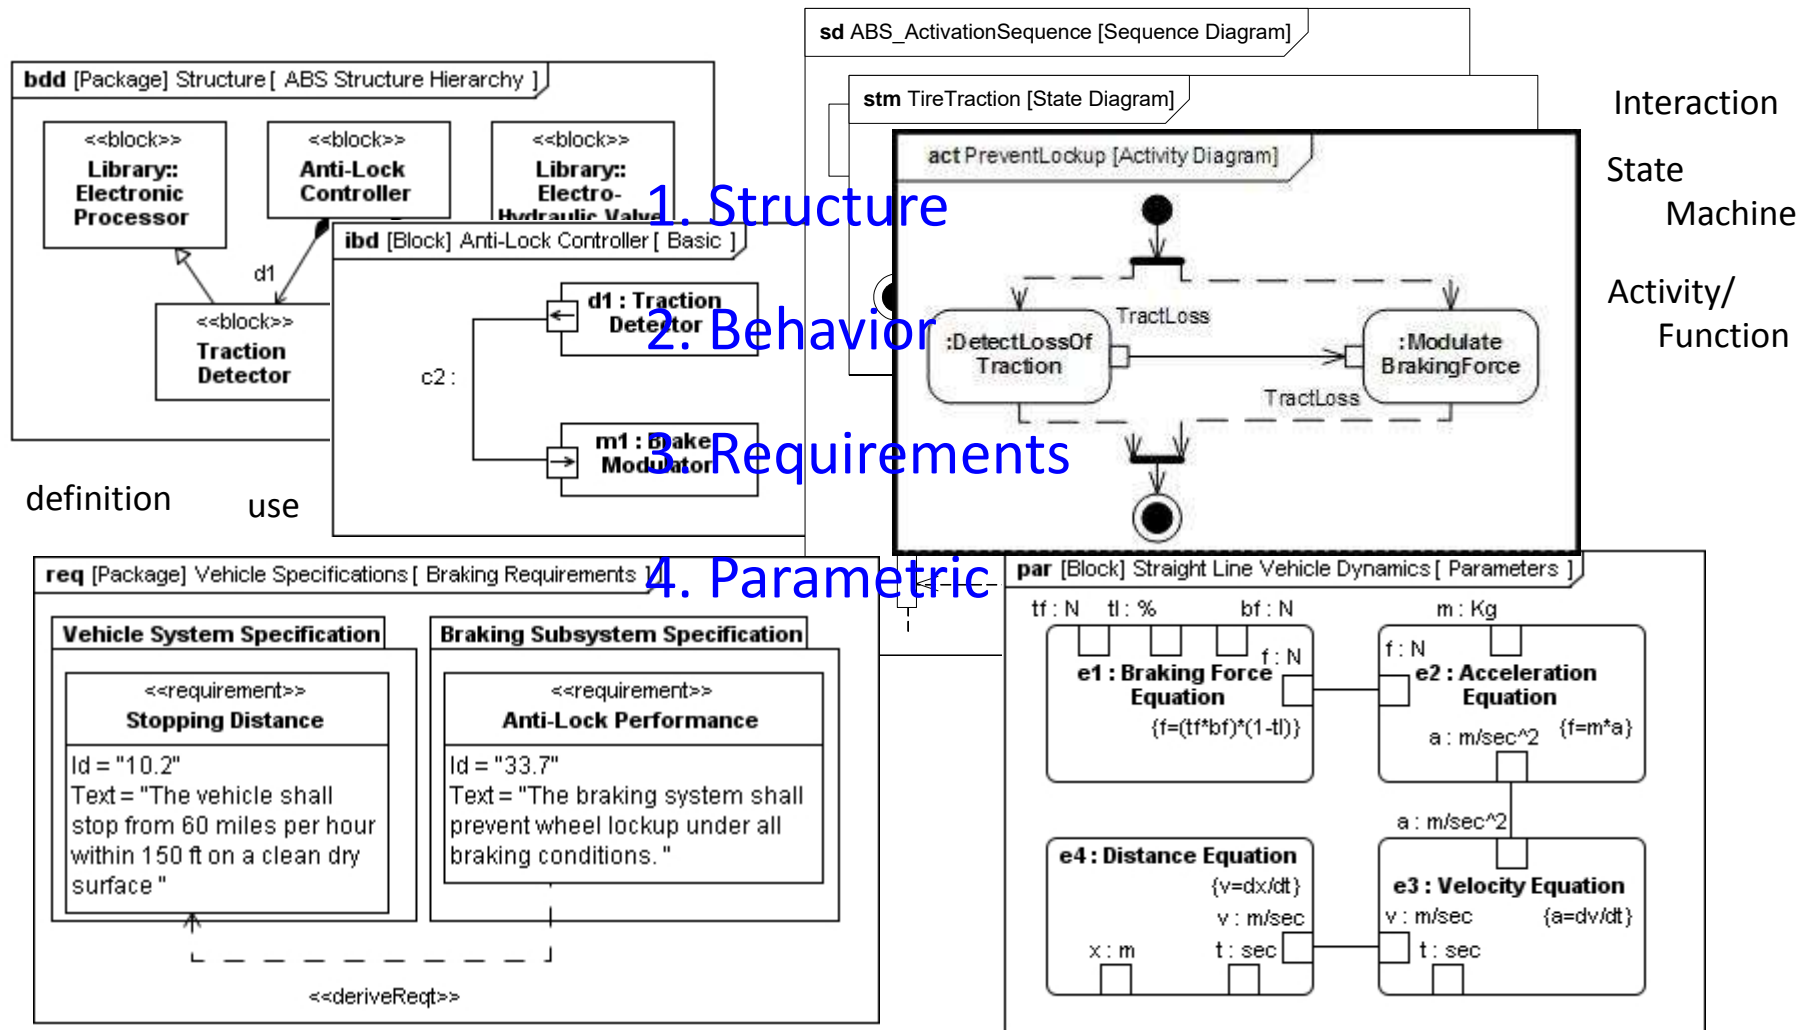 sd ABS_ActivationSequence [Sequence Diagram]
bdd [Package] Structure [ ABS Structure Hierarchy ]
stm TireTraction [State Diagram]
Interaction
State
Machine
Activity/
Function
<<block>>
Library::
Electronic
Processor
<<block>>
Anti-Lock
Controller
<<block>>
Library::
Electro-
Hydraulic Valve
d1
<<block>>
Traction
Detector
1. Structure
2. Behavior
3. Requirements
4. Parametric
ibd [Block] Anti-Lock Controller [ Basic ]
d1 : Traction
Detector
c2 :
m1 : Brake
Modulator
act PreventLockup [Activity Diagram]
TractLoss
:DetectLossOf
Traction
:Modulate
BrakingForce
TractLoss
definition
use
req [Package] Vehicle Specifications [ Braking Requirements ]
Vehicle System Specification
<<requirement>>
Stopping Distance
Id = "10.2"
Text = "The vehicle shall
stop from 60 miles per hour
within 150 ft on a clean dry
surface "
Braking Subsystem Specification
<<requirement>>
Anti-Lock Performance
Id = "33.7"
Text = "The braking system shall
prevent wheel lockup under all
braking conditions. "
<<deriveReqt>>
par [Block] Straight Line Vehicle Dynamics [ Parameters ]
tf : N
tl : %
bf : N
f : N
e1 : Braking Force
Equation
{f=(tf*bf)*(1-tl)}
m : Kg
f : N
e2 : Acceleration
Equation
{f=m*a}
a : m/sec^2
a : m/sec^2
e4 : Distance Equation
{v=dx/dt}
v : m/sec
x : m
t : sec
e3 : Velocity Equation
v : m/sec
{a=dv/dt}
t : sec